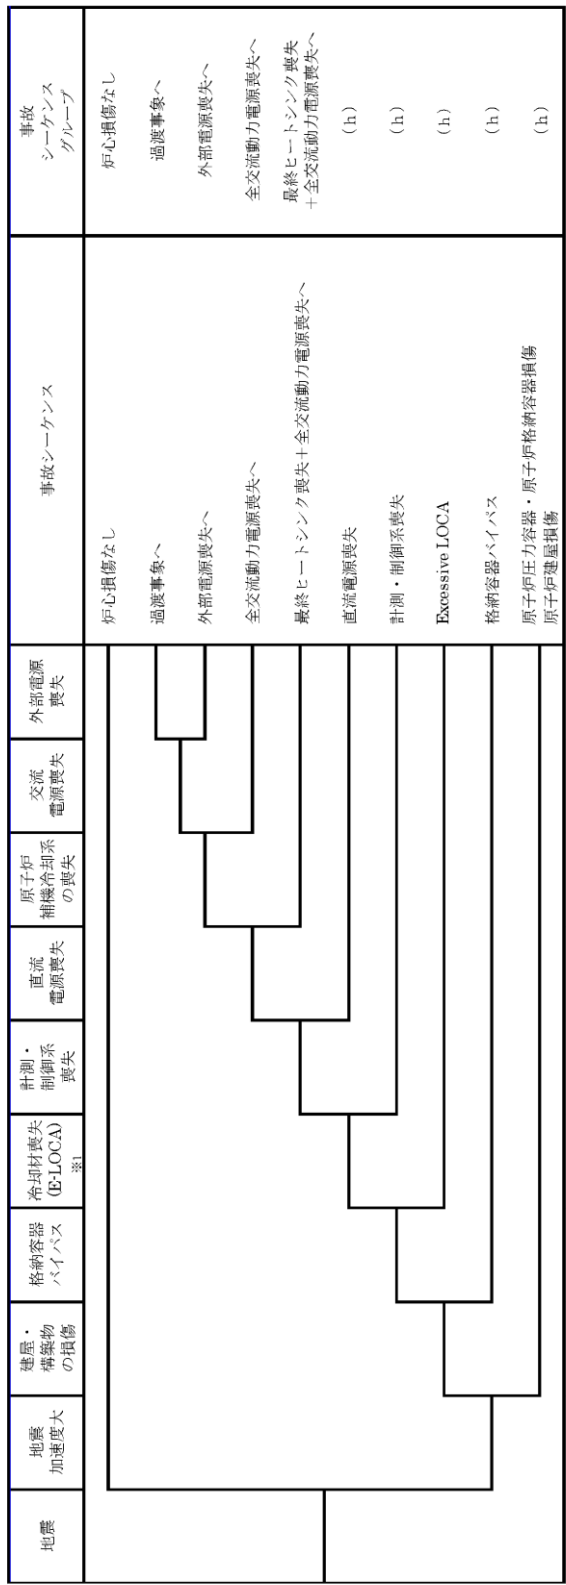 地震
地震
加速度大
建屋・
構築物
の損傷
格納容器
バイパス
冷却材喪失
(E-LOCA)
※1
計測・
制御系
喪失
直流
電源喪失
原子炉
補機冷却系
の喪失
交流
電源喪失
外部電源
喪失
事故シーケンス
事故
シーケンス
グループ
炉心損傷なし
炉心損傷なし
過渡事象へ
過渡事象へ
外部電源喪失へ
外部電源喪失へ
全交流動力電源喪失へ
全交流動力電源喪失へ
最終ヒートシンク喪失＋全交流動力電源喪失へ
最終ヒートシンク喪失
＋全交流動力電源喪失へ
直流電源喪失
（ｈ）
計測・制御系喪失
（ｈ）
Excessive LOCA
（ｈ）
格納容器バイパス
（ｈ）
原子炉圧力容器・原子炉格納容器損傷
原子炉建屋損傷
（ｈ）